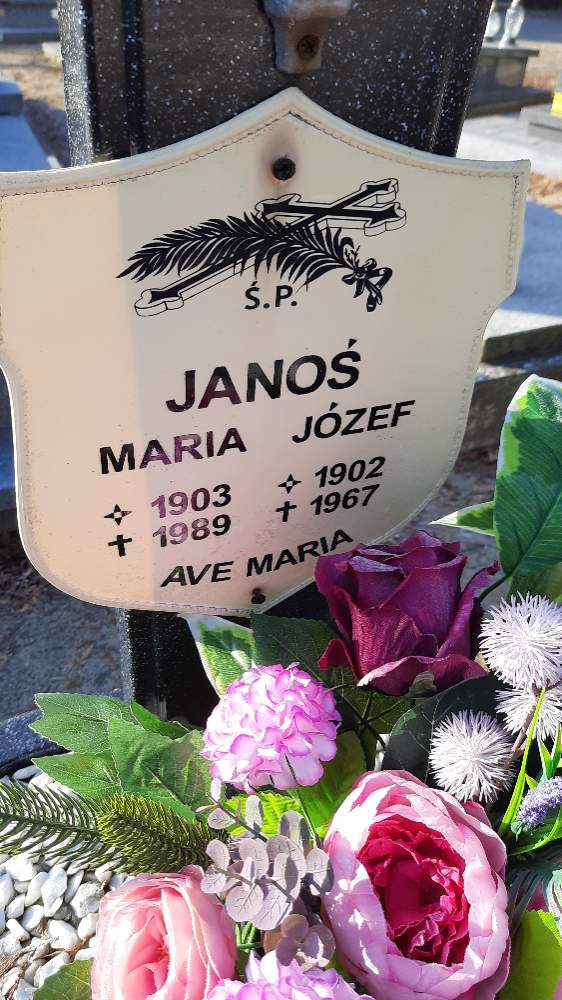 Ś.P.
JANOŚ
MARIA JÓZEF
1903 1902
1989 1967
AVE MARIA